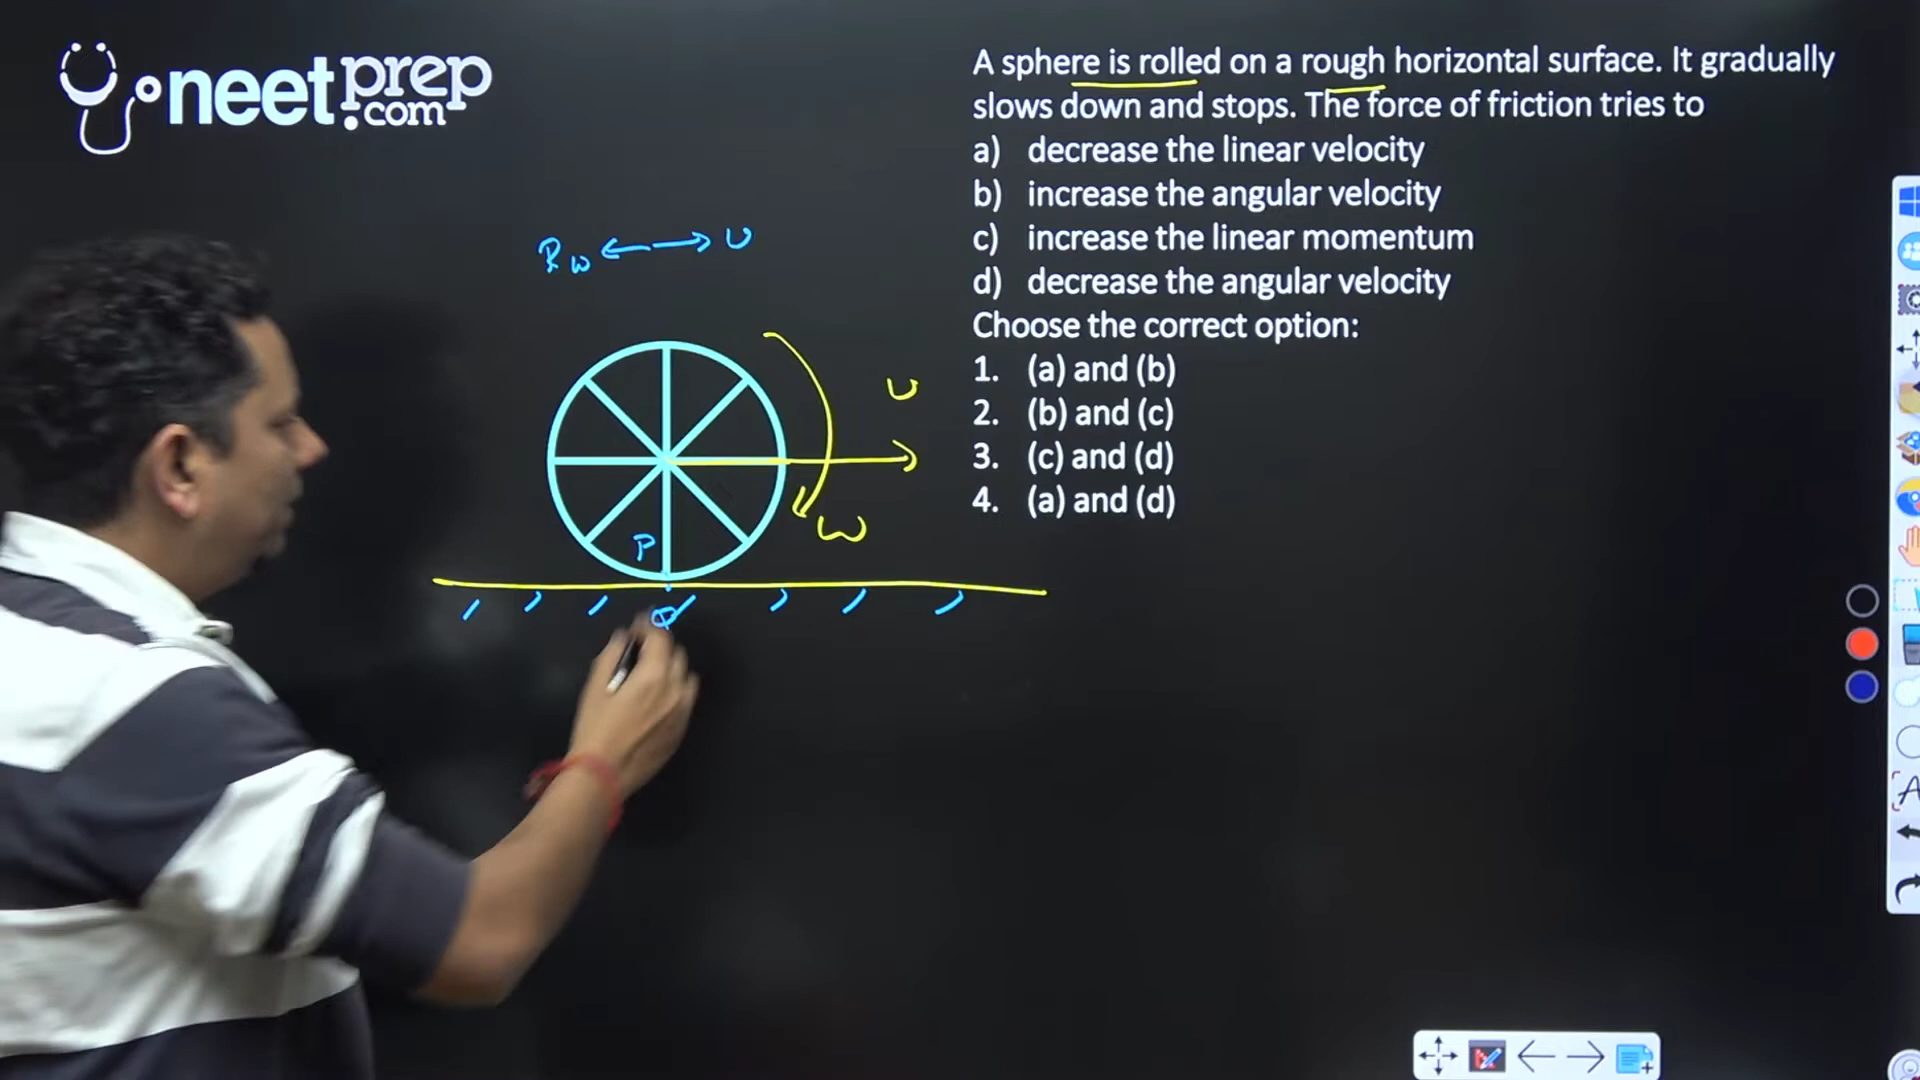 neetprep
.com
A sphere is rolled on a rough horizontal surface. It gradually
slows down and stops. The force of friction tries to
a) decrease the linear velocity
b) increase the angular velocity
c) increase the linear momentum
d) decrease the angular velocity
Choose the correct option:
1. (a) and (b)
2. (b) and (c)
3. (c) and (d)
4. (a) and (d)
Rω ← → υ
υ
ω
P
Q